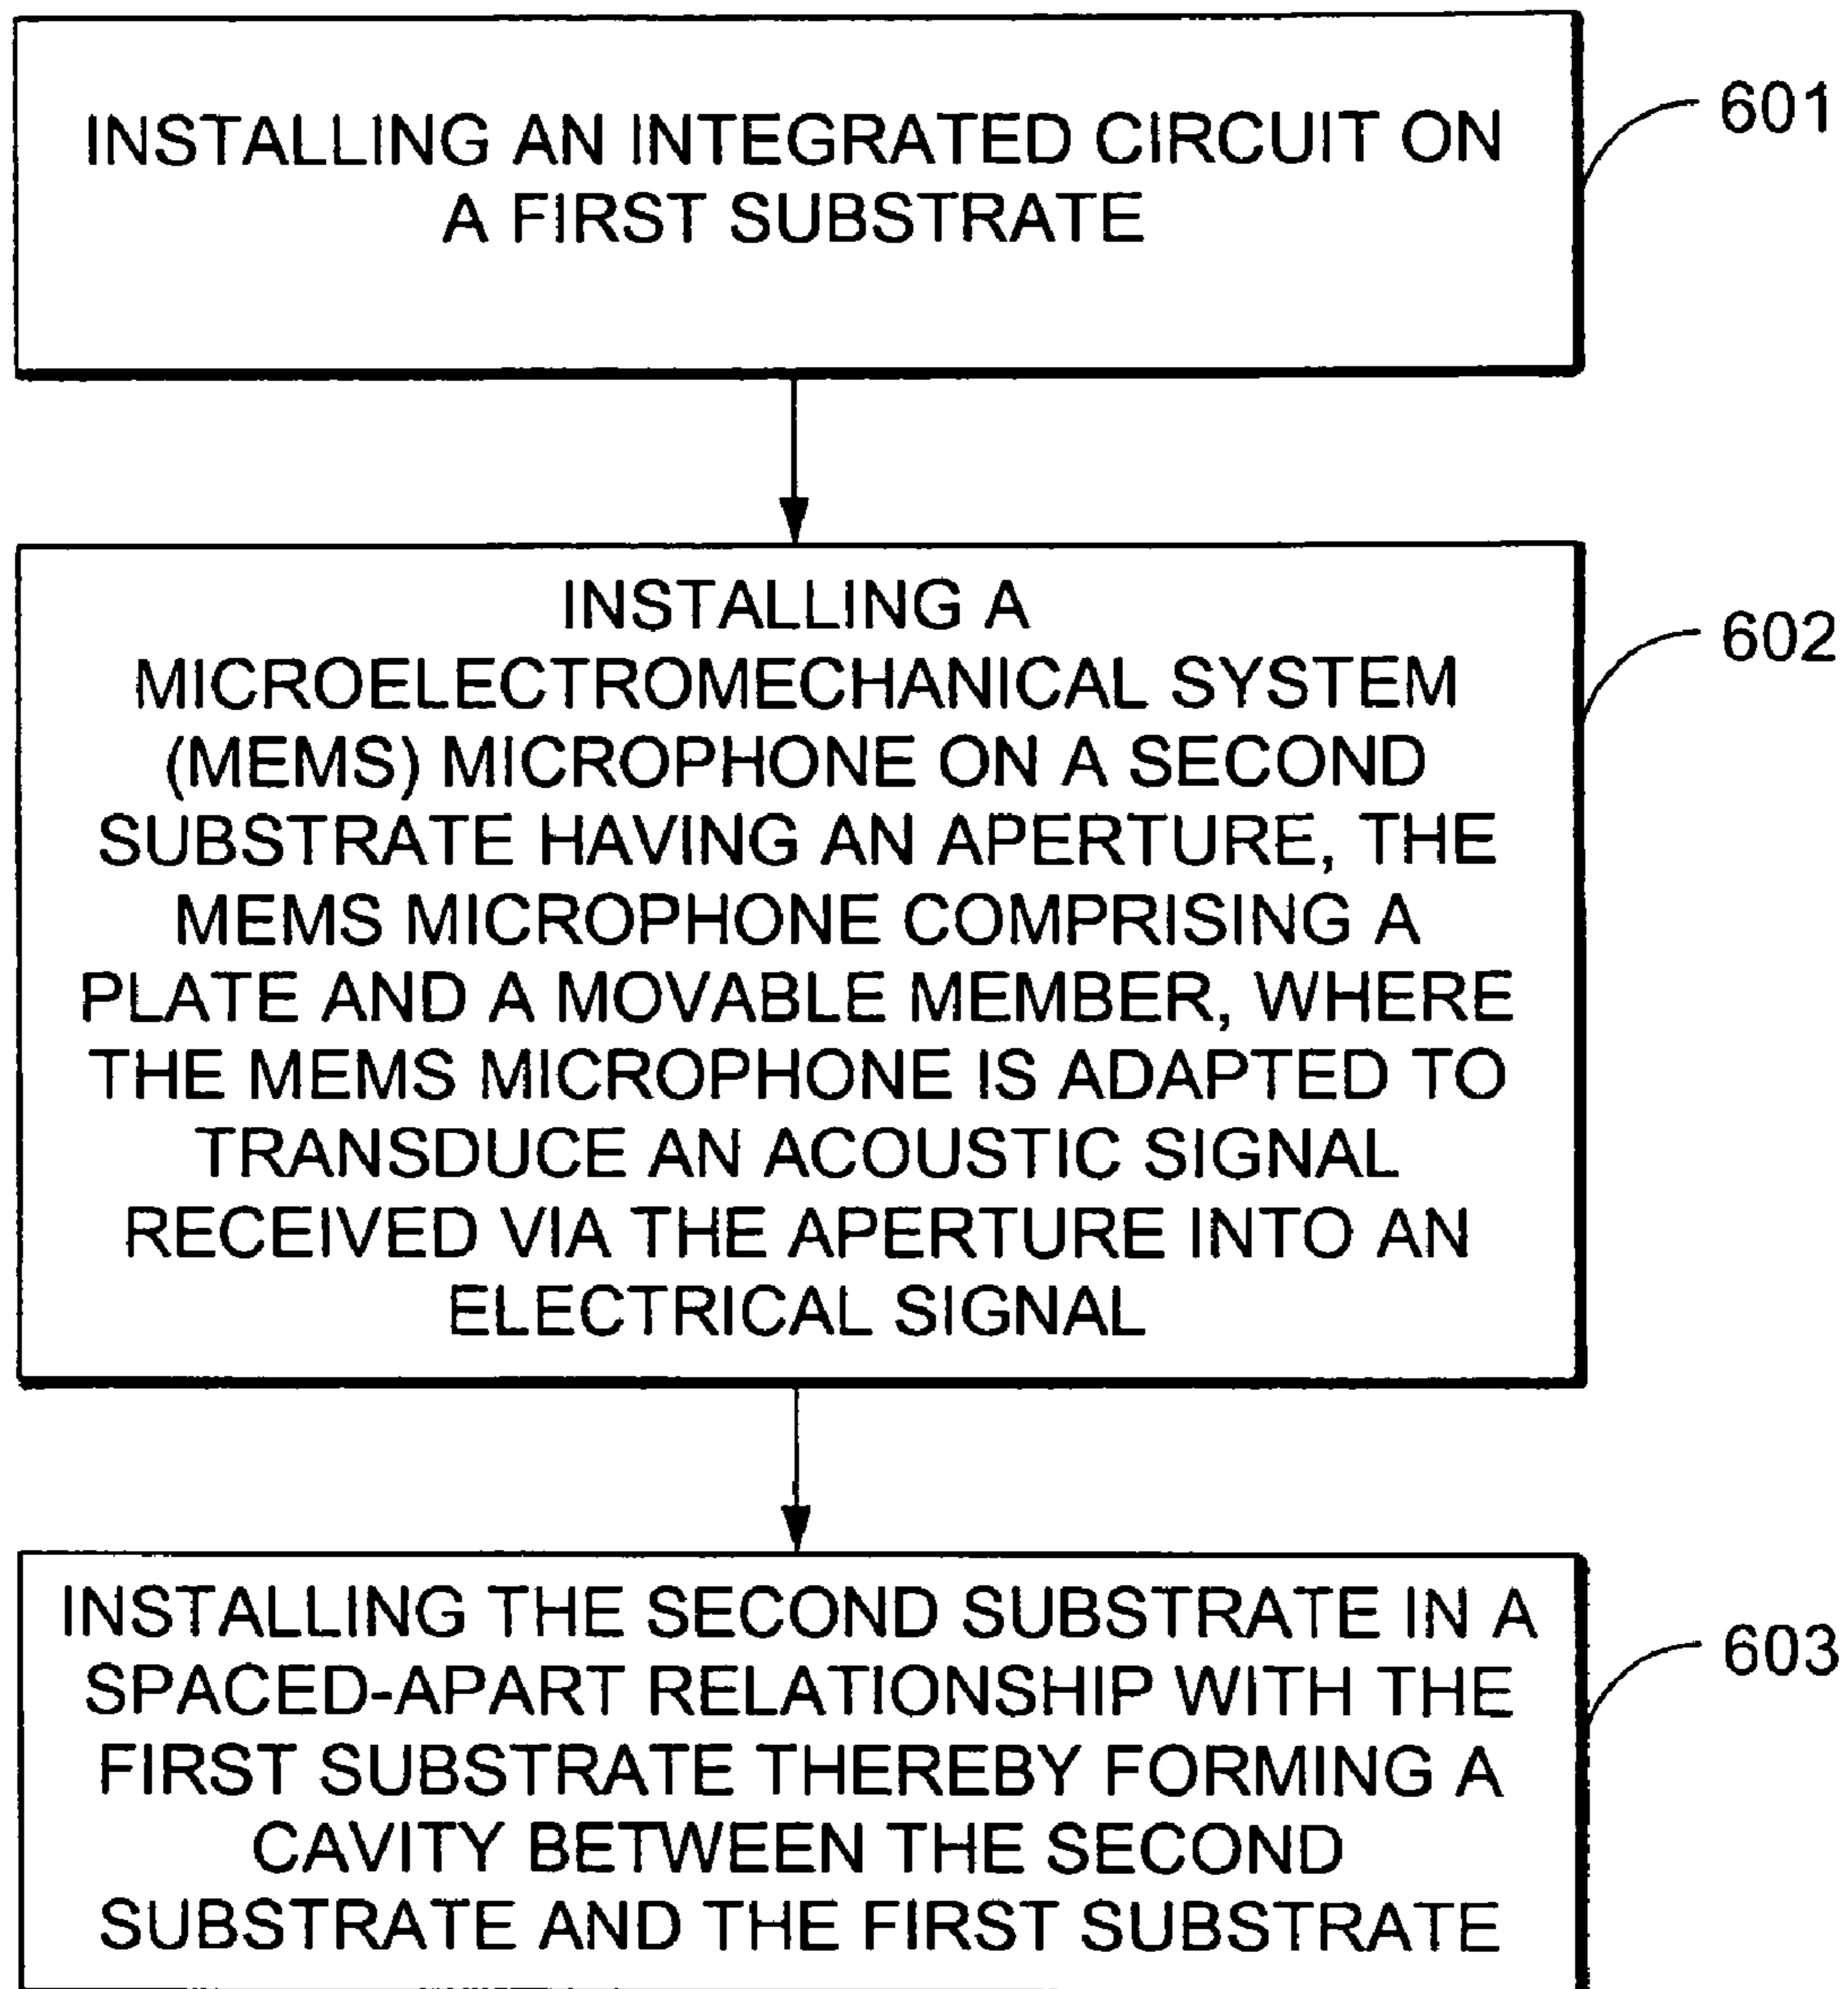 INSTALLING AN INTEGRATED CIRCUIT ON
A FIRST SUBSTRATE
601
INSTALLING A
MICROELECTROMECHANICAL SYSTEM
(MEMS) MICROPHONE ON A SECOND
SUBSTRATE HAVING AN APERTURE, THE
MEMS MICROPHONE COMPRISING A
PLATE AND A MOVABLE MEMBER, WHERE
THE MEMS MICROPHONE IS ADAPTED TO
TRANSDUCE AN ACOUSTIC SIGNAL
RECEIVED VIA THE APERTURE INTO AN
ELECTRICAL SIGNAL
602
INSTALLING THE SECOND SUBSTRATE IN A
SPACED-APART RELATIONSHIP WITH THE
FIRST SUBSTRATE THEREBY FORMING A
CAVITY BETWEEN THE SECOND
SUBSTRATE AND THE FIRST SUBSTRATE
603